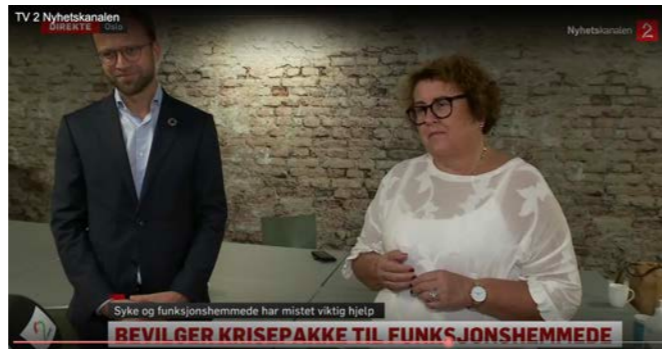 TV 2 Nyhetskanalen
DIREKTE Oslo
Nyhetskanalen 2
Syke og funksjonshemmede har mistet viktig hjelp
BEVILGER KRISEPAKKE TIL FUNKSJONSHEMMEDE